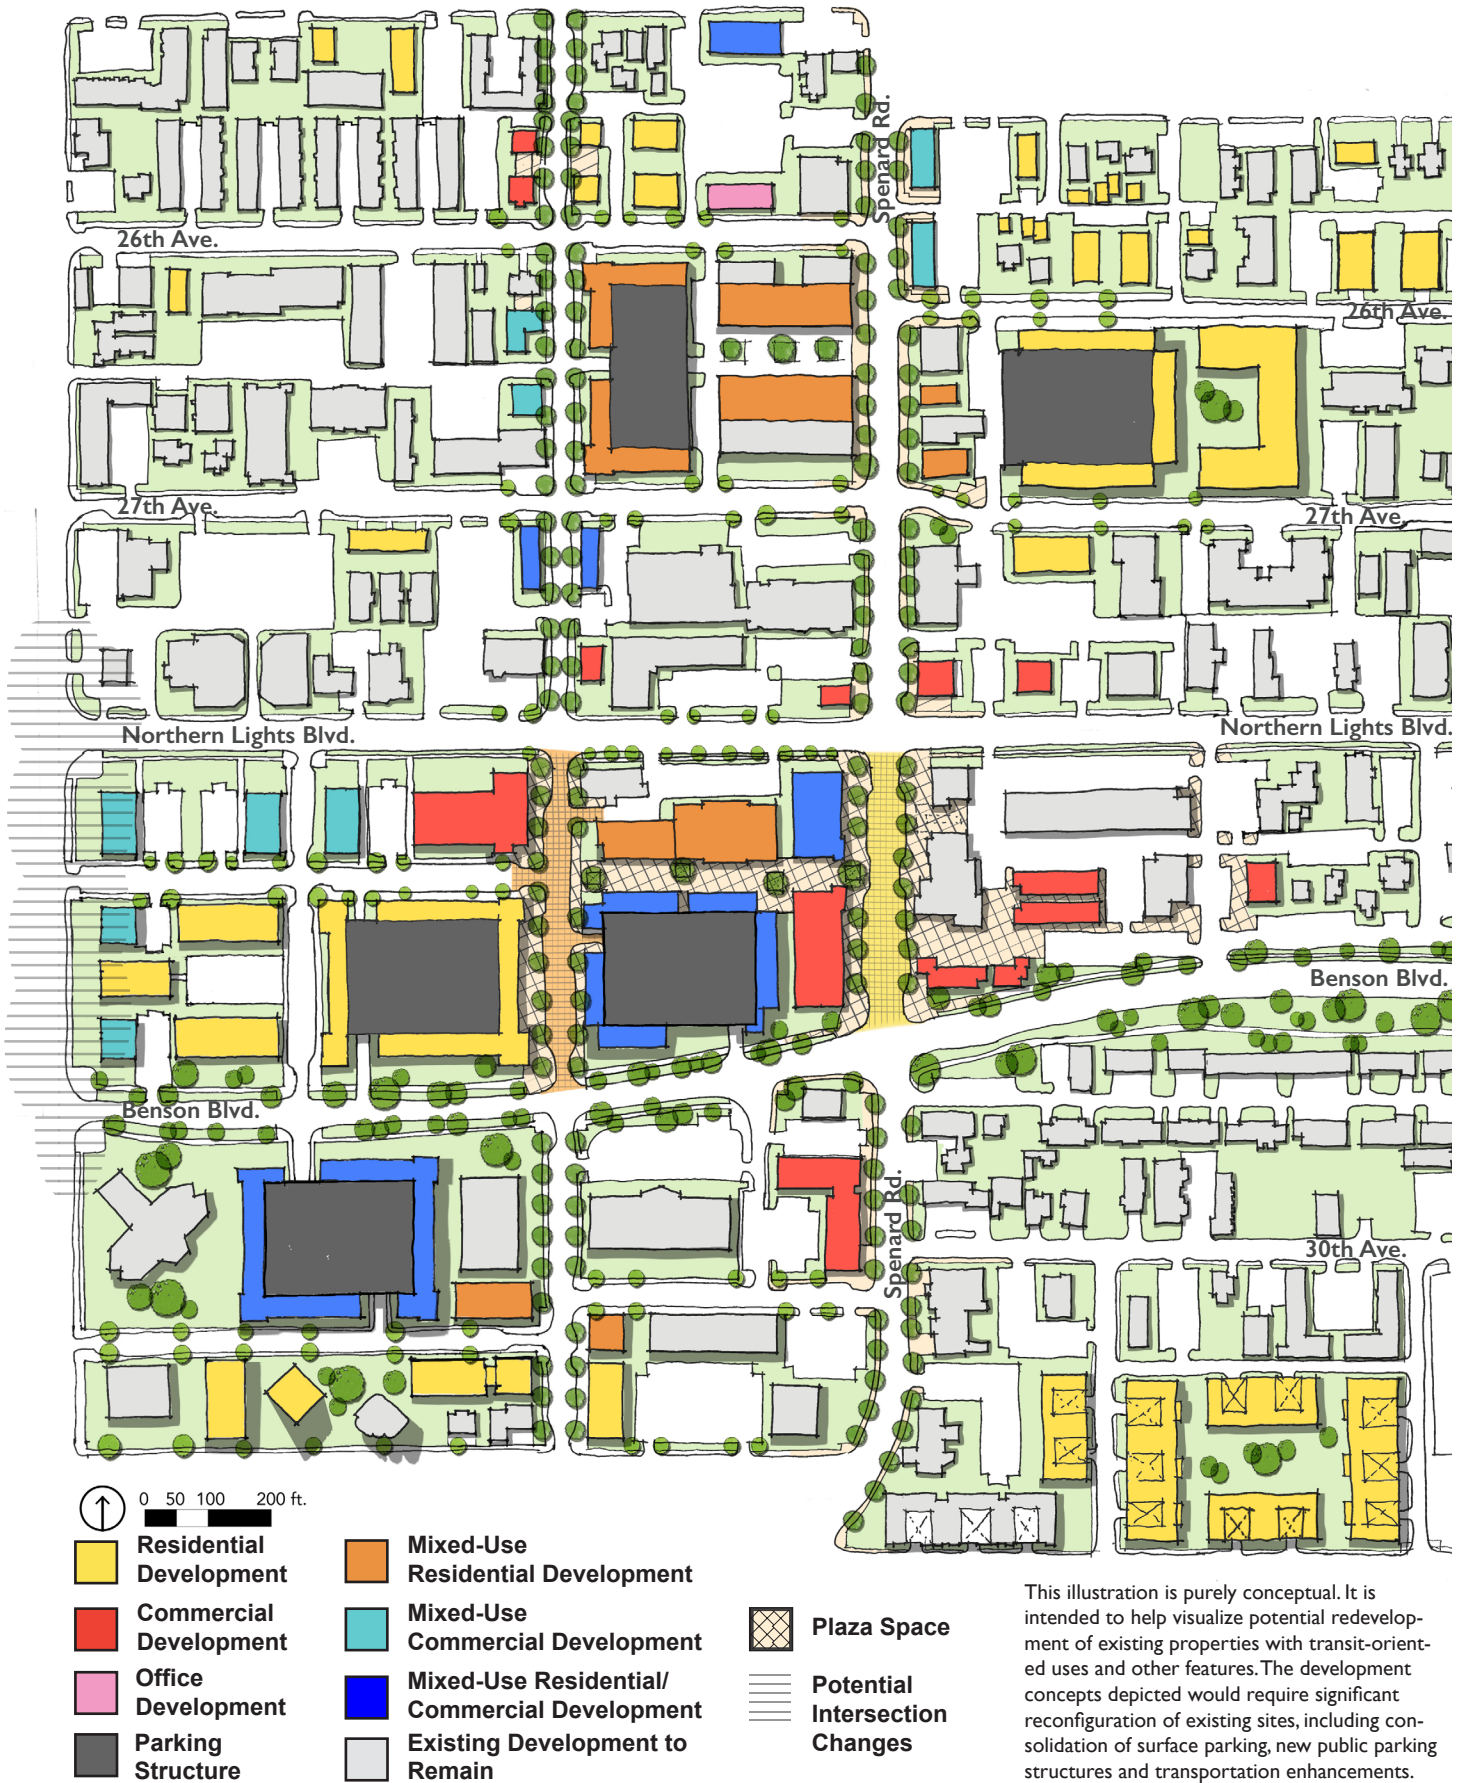 Spenard Rd.
26th Ave.
26th Ave.
27th Ave.
27th Ave.
Northern Lights Blvd.
Northern Lights Blvd.
Benson Blvd.
Benson Blvd.
Spenard Rd.
30th Ave.
0 50 100 200 ft.
Residential
Development
Commercial
Development
Office
Development
Parking
Structure
Mixed-Use
Residential Development
Mixed-Use
Commercial Development
Mixed-Use Residential/
Commercial Development
Existing Development to
Remain
Plaza Space
Potential
Intersection
Changes
This illustration is purely conceptual. It is
intended to help visualize potential redevelop-
ment of existing properties with transit-orient-
ed uses and other features. The development
concepts depicted would require significant
reconfiguration of existing sites, including con-
solidation of surface parking, new public parking
structures and transportation enhancements.